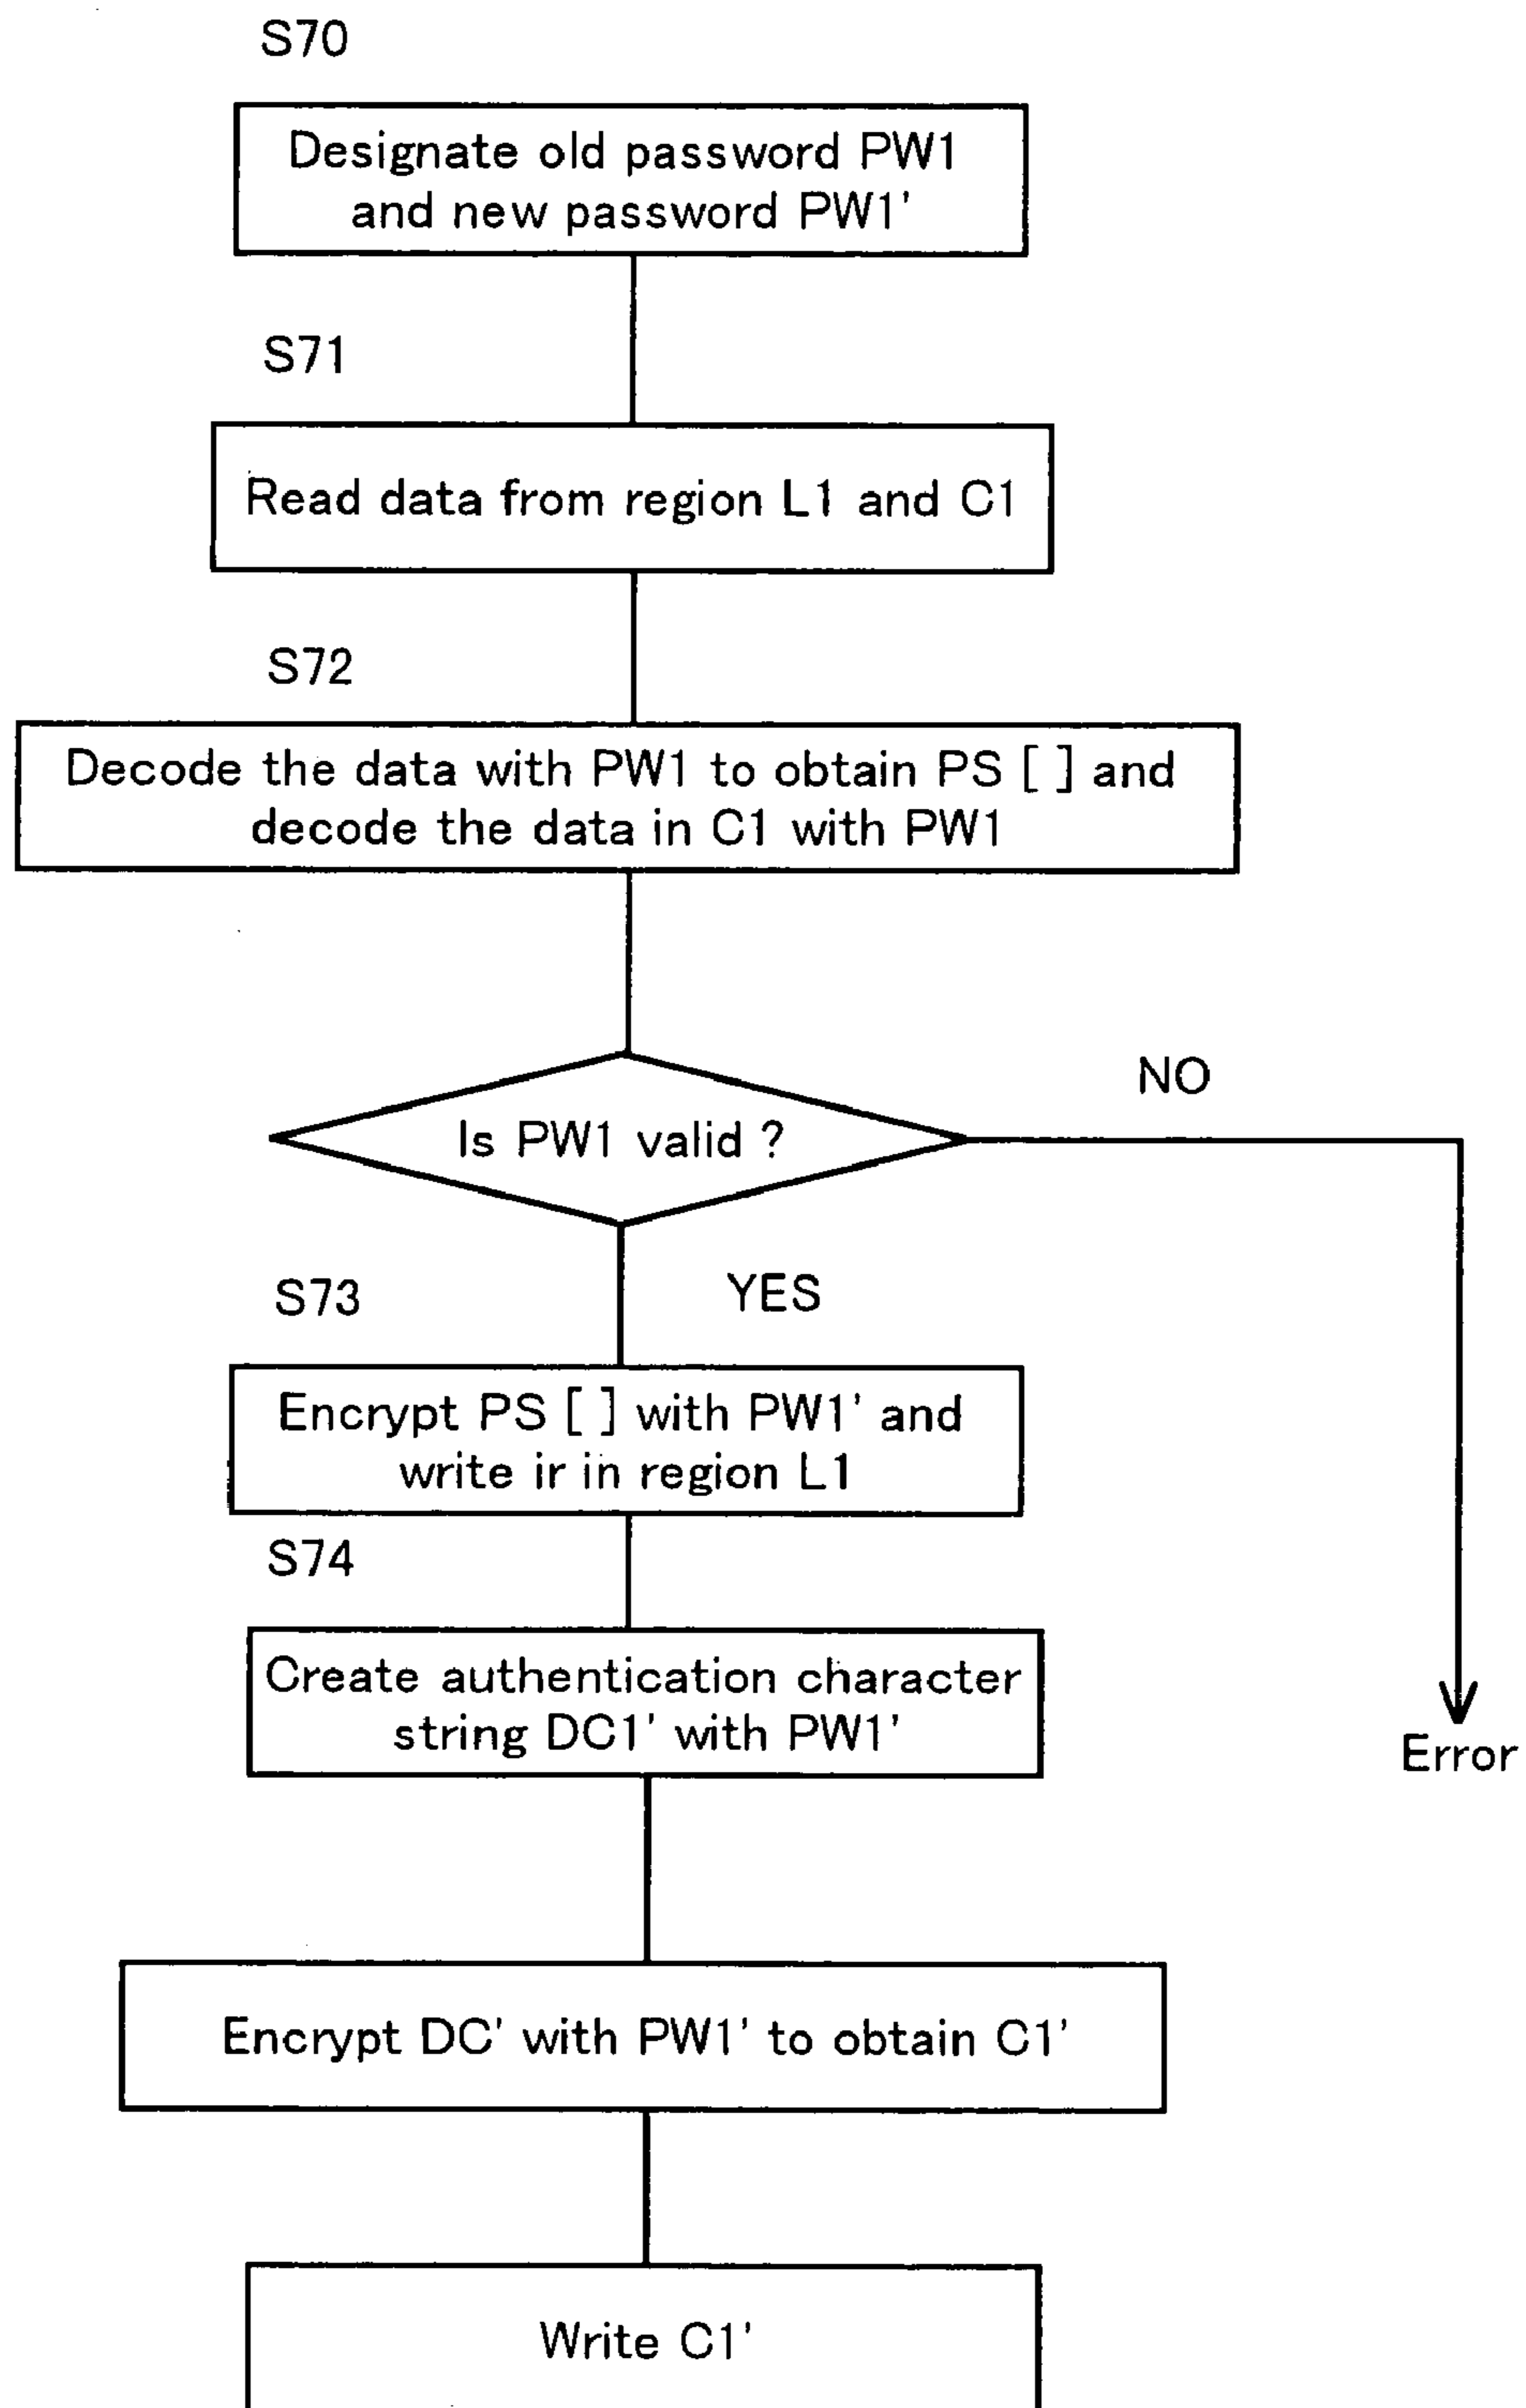 S70
Designate old password PW1
and new password PW1'
S71
Read data from region L1 and C1
S72
Decode the data with PW1 to obtain PS [ ] and
decode the data in C1 with PW1
NO
Is PW1 valid ?
S73
YES
Encrypt PS [ ] with PW1' and
write ir in region L1
S74
Create authentication character
string DC1' with PW1'
Error
Encrypt DC' with PW1' to obtain C1'
Write C1'